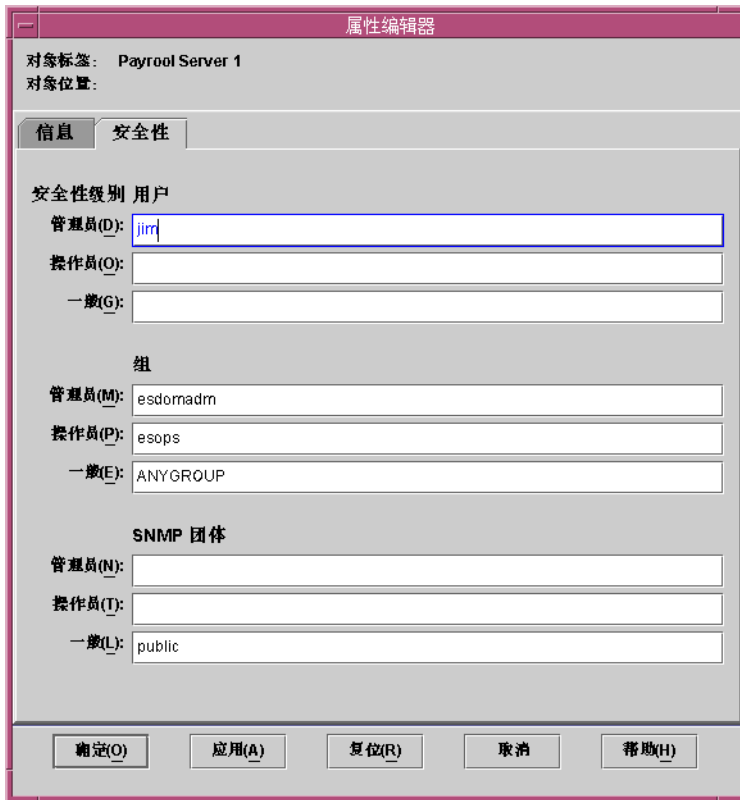 属性编辑器
对象标签: Payrool Server 1
对象位置:
信息 安全性
安全性级别 用户
管理员(D): jim
操作员(O):
一般(G):
组
管理员(M): esdomadm
操作员(P): esops
一般(E): ANYGROUP
SNMP 团体
管理员(N):
操作员(T):
一般(L): public
确定(O) 应用(A) 复位(R) 取消 帮助(H)